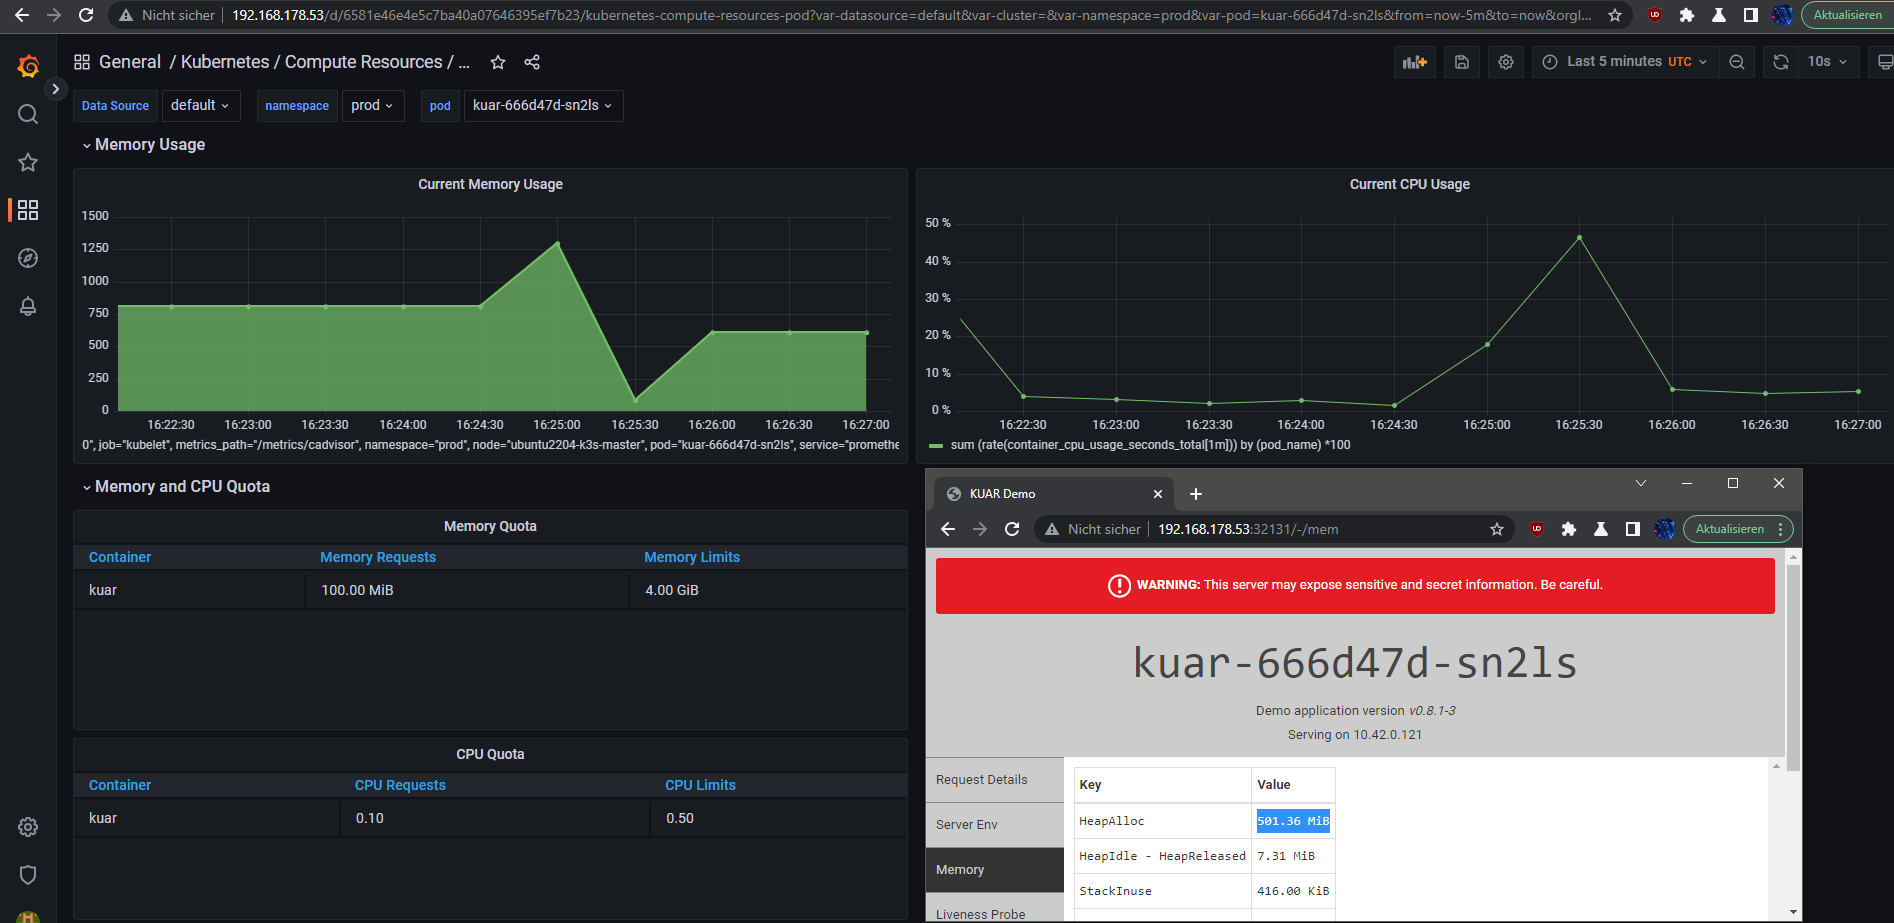 Nicht sicher 192.168.178.53/d/6581e46e4e5c7ba40a07646395ef7b23/kubernetes-compute-resources-pod?var-datasource=default&var-cluster=&var-namespace=prod&var-pod=kuar-666d47d-sn2ls&from=now-5m&to=now&orgI... Aktualisieren
General / Kubernetes / Compute Resources / ...
Last 5 minutes UTC
10s
Data Source default namespace prod pod kuar-666d47d-sn2ls
Memory Usage
Current Memory Usage
1500
1250
1000
750
500
250
0
16:22:30 16:23:00 16:23:30 16:24:00 16:24:30 16:25:00 16:25:30 16:26:00 16:26:30 16:27:00
0", job="kubelet", metrics_path="/metrics/cadvisor", namespace="prod", node="ubuntu2204-k3s-master", pod="kuar-666d47d-sn2ls", service="promethe
Current CPU Usage
50 %
40 %
30 %
20 %
10 %
0 %
16:22:30 16:23:00 16:23:30 16:24:00 16:24:30 16:25:00 16:25:30 16:26:00 16:26:30 16:27:00
sum (rate(container_cpu_usage_seconds_total[1m])) by (pod_name) *100
Memory and CPU Quota
Memory Quota
Container Memory Requests Memory Limits
kuar 100.00 MiB 4.00 GiB
CPU Quota
Container CPU Requests CPU Limits
kuar 0.10 0.50
KUAR Demo
Nicht sicher 192.168.178.53:32131/-/mem Aktualisieren
WARNING: This server may expose sensitive and secret information. Be careful.
kuar-666d47d-sn2ls
Demo application version v0.8.1-3
Serving on 10.42.0.121
Request Details
Server Env
Memory
Liveness Probe
Key Value
HeapAlloc 501.36 MiB
HeapIdle - HeapReleased 7.31 MiB
StackInuse 416.00 KiB